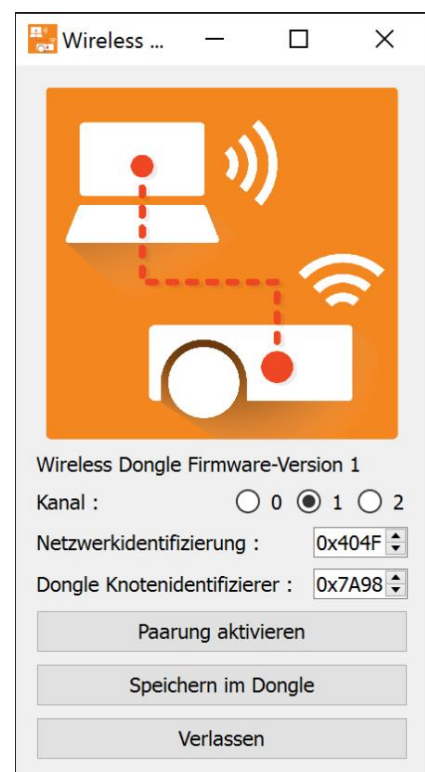 Wireless ...
Wireless Dongle Firmware-Version 1
Kanal : 0 1 2
Netzwerkidentifizierung : 0x404F
Dongle Knotenidentifizierer : 0x7A98
Paarung aktivieren
Speichern im Dongle
Verlassen